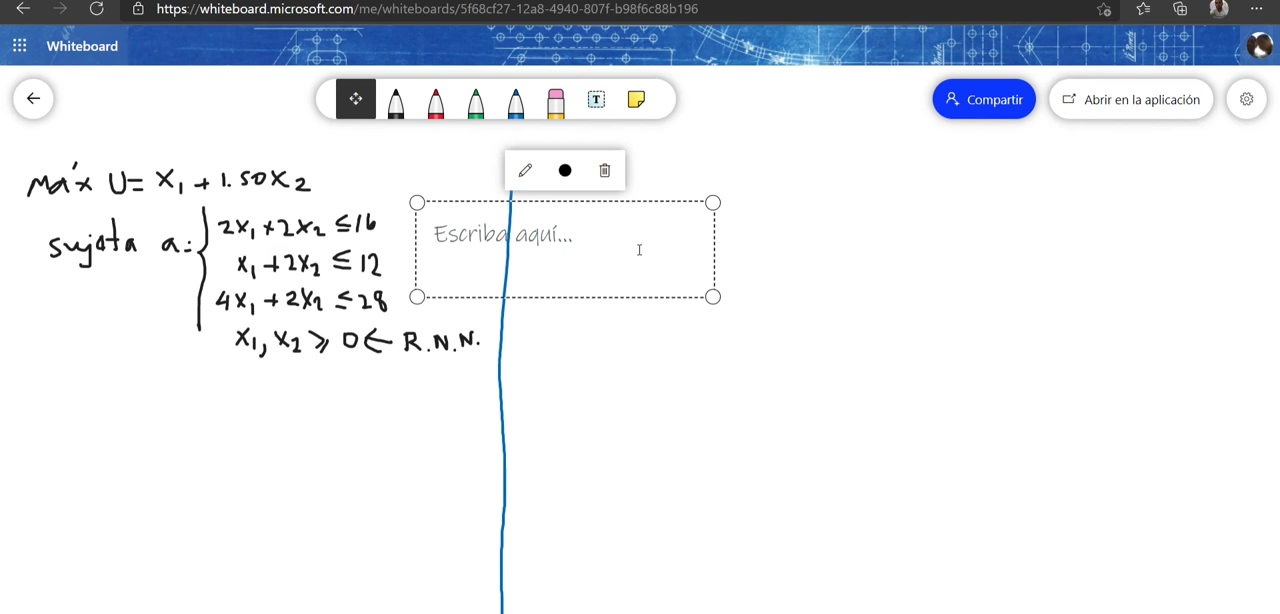 https://whiteboard.microsoft.com/me/whiteboards/5f68cf27-12a8-4940-807f-b98f6c88b196
Whiteboard
T
Compartir
Abrir en la aplicación
Máx U= X₁ + 1.50X₂
sujata a:
2X₁ + 2X₂ ≤ 16
X₁ + 2X₂ ≤ 12
4X₁ + 2X₂ ≤ 28
X₁, X₂ ≥ 0 ← R.N.N.
Escriba aquí...